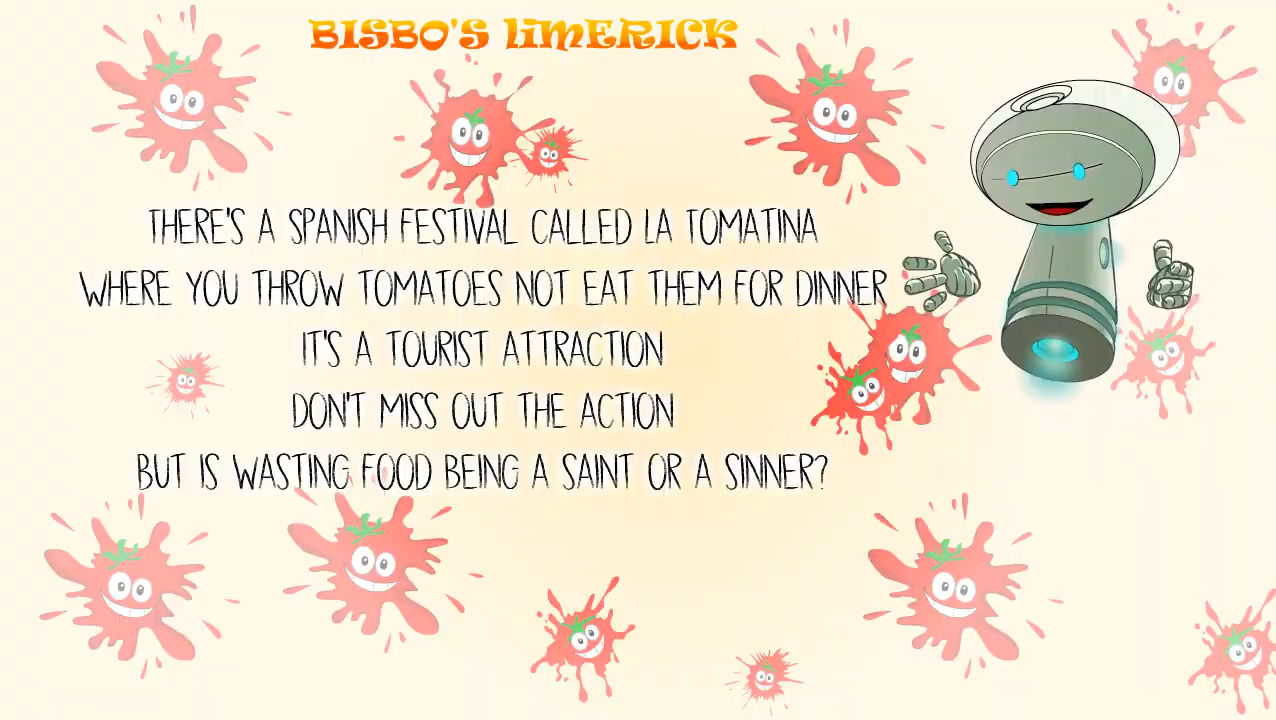 BISBO'S LIMERICK
THERE'S A SPANISH FESTIVAL CALLED LA TOMATINA
WHERE YOU THROW TOMATOES NOT EAT THEM FOR DINNER
IT'S A TOURIST ATTRACTION
DON'T MISS OUT THE ACTION
BUT IS WASTING FOOD BEING A SAINT OR A SINNER?